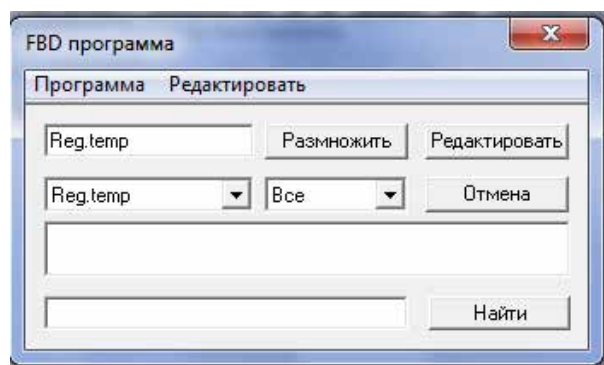 FBD программа
Программа Редактировать
Reg.temp Размножить Редактировать
Reg.temp Все Отмена
Найти